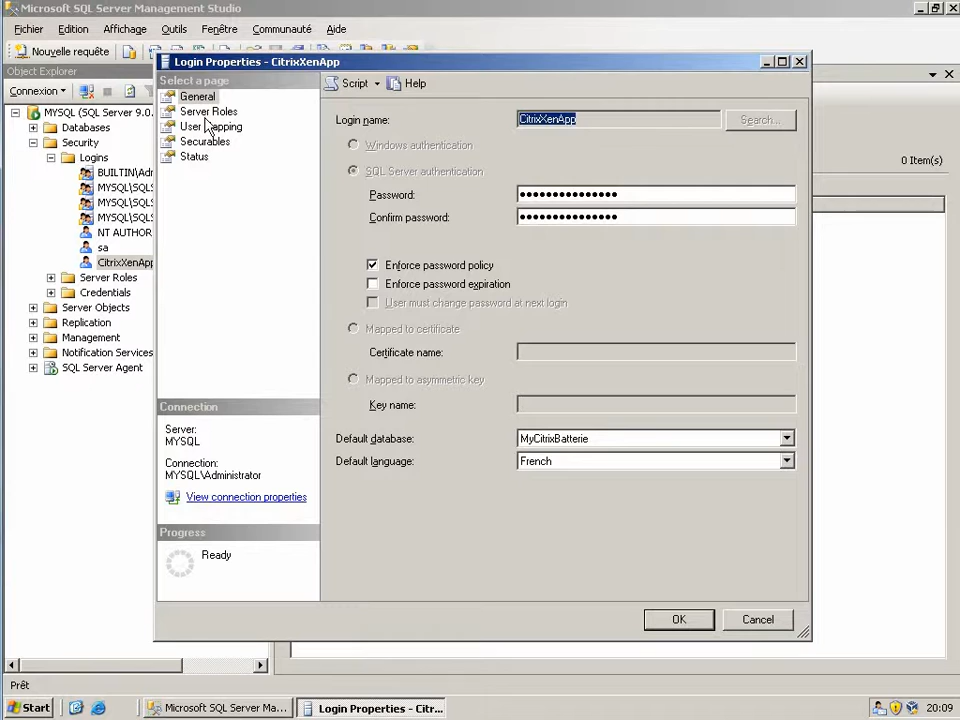 Microsoft SQL Server Management Studio
Fichier Edition Affichage Outils Fenêtre Communauté Aide
Nouvelle requête
Object Explorer
Connexion
MYSQL (SQL Server 9.0.
Databases
Security
Logins
BUILTIN\Adr
MYSQL\SQLS
MYSQL\SQLS
MYSQL\SQLS
NT AUTHOR
sa
CitrixXenApp
Server Roles
Credentials
Server Objects
Replication
Management
Notification Services
SQL Server Agent
Login Properties - CitrixXenApp
Select a page
General
Server Roles
User Mapping
Securables
Status
Connection
Server:
MYSQL
Connection:
MYSQL\Administrator
View connection properties
Progress
Ready
Script Help
Login name: CitrixXenApp Search...
Windows authentication
SQL Server authentication
Password: ●●●●●●●●●●●●●●●
Confirm password: ●●●●●●●●●●●●●●●
Enforce password policy
Enforce password expiration
User must change password at next login
Mapped to certificate
Certificate name:
Mapped to asymmetric key
Key name:
Default database: MyCitrixBatterie
Default language: French
OK Cancel
0 Item(s)
Prêt
Start Microsoft SQL Server Ma... Login Properties - Citr... 20:09